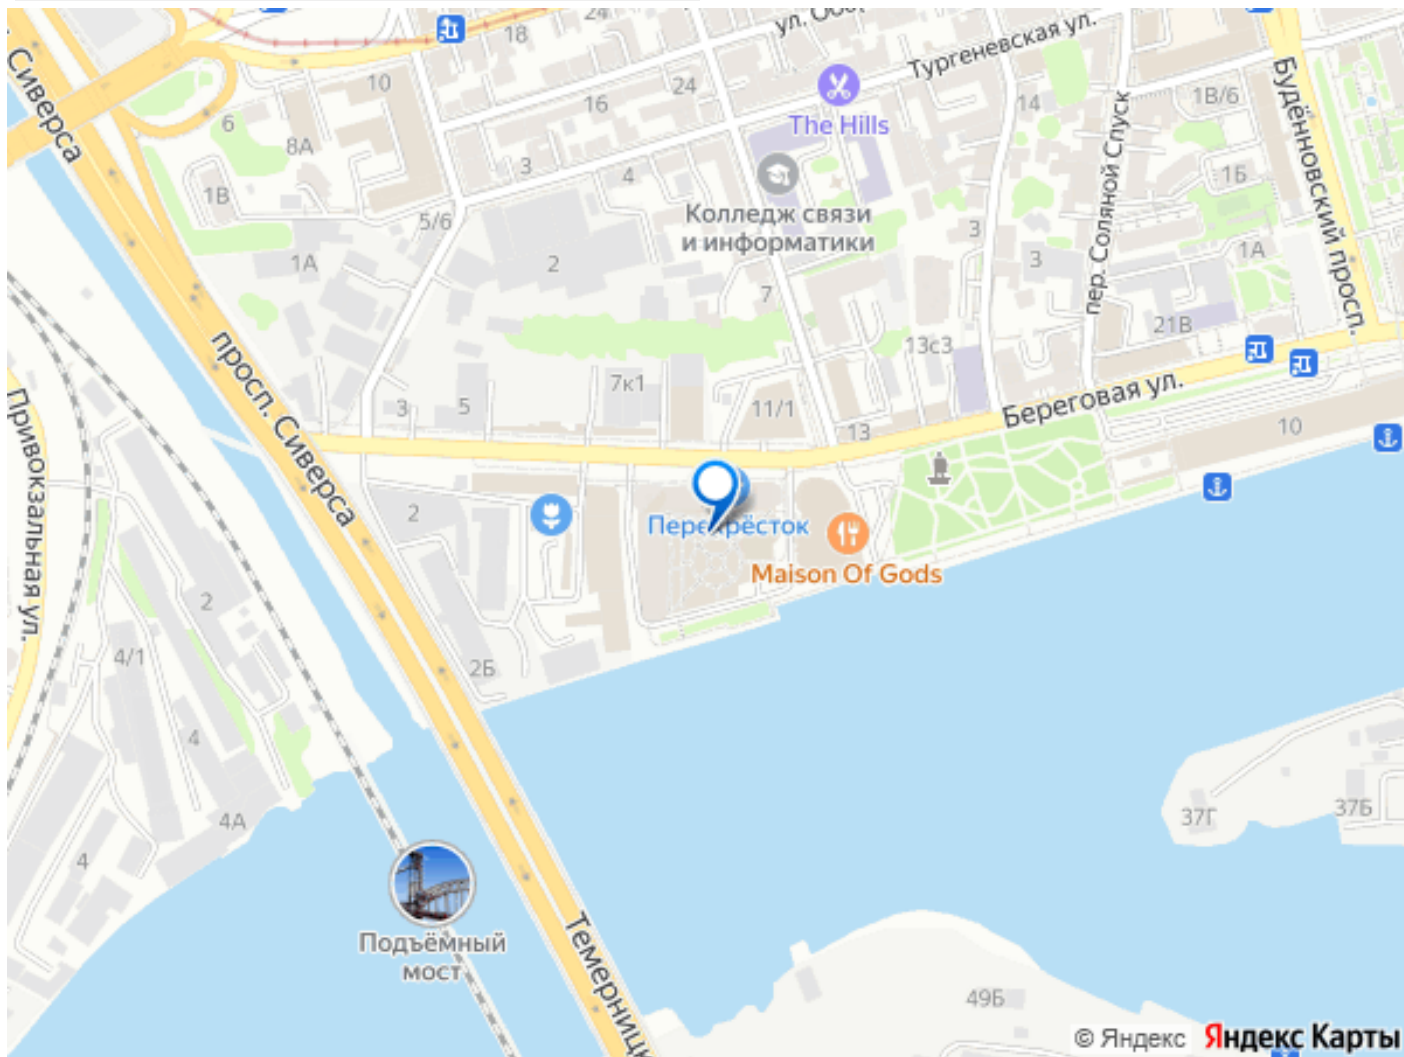 24
18
ул. Обо
Тургеневская ул.
. Сиверса
10
24
16
The Hills
14
1В/6
6
8А
Будённовский просп.
пер. Соляной Спуск
3
4
1В
1Б
5/6
Колледж связи
и информатики
3
3
1А
1А
2
7
21В
13с3
просп. Сиверса
7к1
Привокзальная ул.
3
5
11/1
Береговая ул.
13
10
2
Перекрёсток
Maison Of Gods
2
4/1
2Б
4
37Г
37Б
4А
4
Подъёмный
мост
Темерницк
49Б
© Яндекс
Яндекс Карты